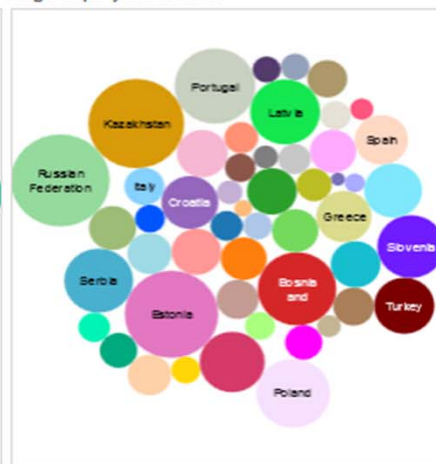 Portugal
Kazakhstan
Latvia
Spain
Russian
Federation
Italy
Croatia
Greece
Slovenia
Serbia
Bosnia
and
Estonia
Turkey
Poland